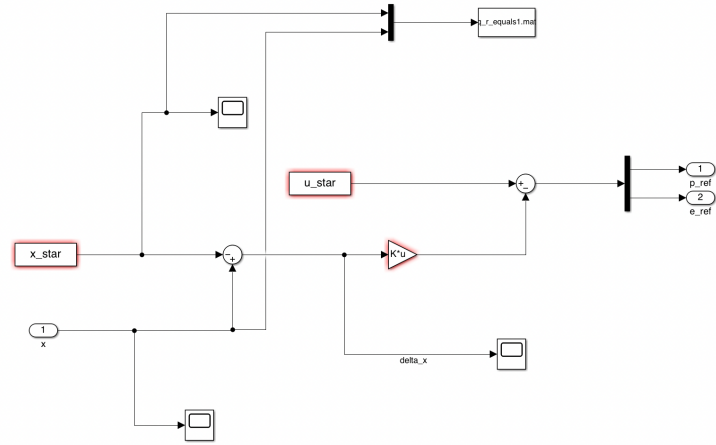 q_r_equals1.mat
u_star
1
p_ref
2
e_ref
x_star
K*u
1
x
delta_x